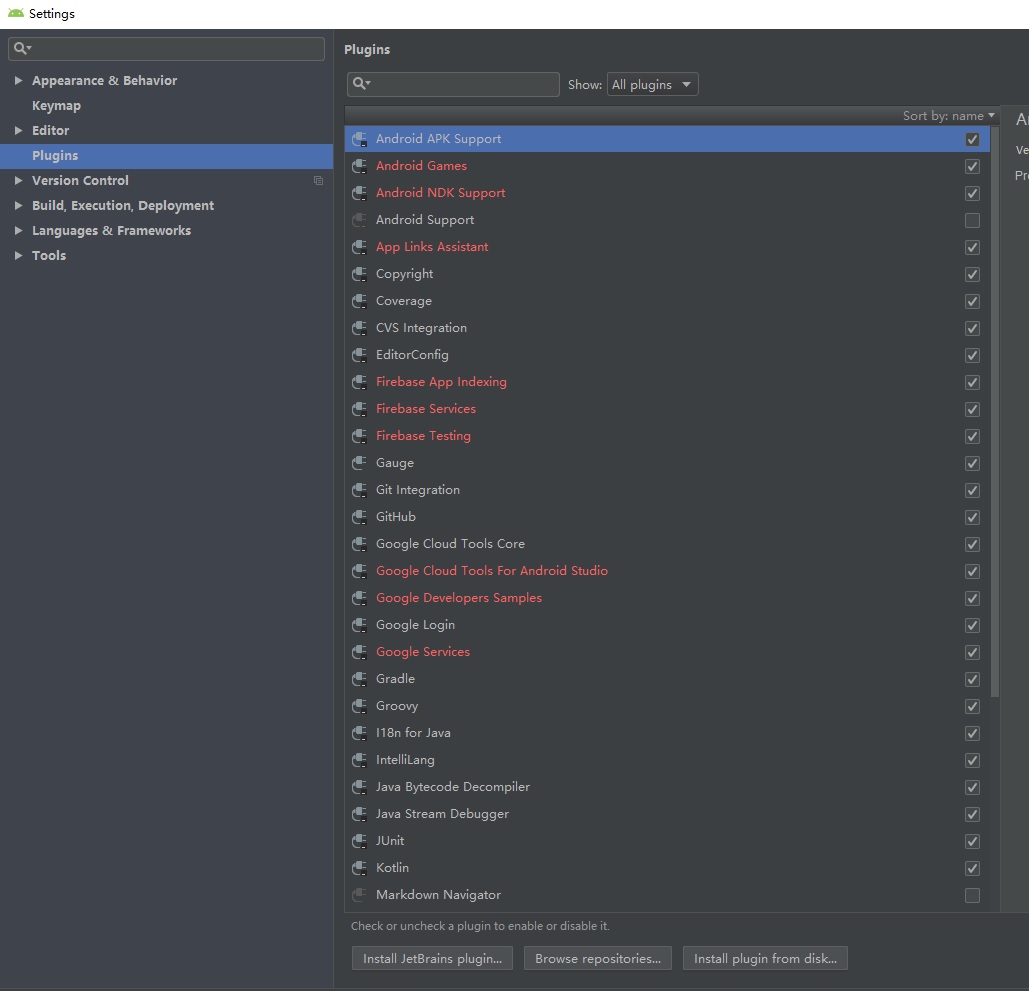 Settings
Appearance & Behavior
Keymap
Editor
Plugins
Version Control
Build, Execution, Deployment
Languages & Frameworks
Tools
Plugins
Show: All plugins
Sort by: name
Android APK Support
Android Games
Android NDK Support
Android Support
App Links Assistant
Copyright
Coverage
CVS Integration
EditorConfig
Firebase App Indexing
Firebase Services
Firebase Testing
Gauge
Git Integration
GitHub
Google Cloud Tools Core
Google Cloud Tools For Android Studio
Google Developers Samples
Google Login
Google Services
Gradle
Groovy
I18n for Java
IntelliLang
Java Bytecode Decompiler
Java Stream Debugger
JUnit
Kotlin
Markdown Navigator
Check or uncheck a plugin to enable or disable it.
Install JetBrains plugin... Browse repositories... Install plugin from disk...